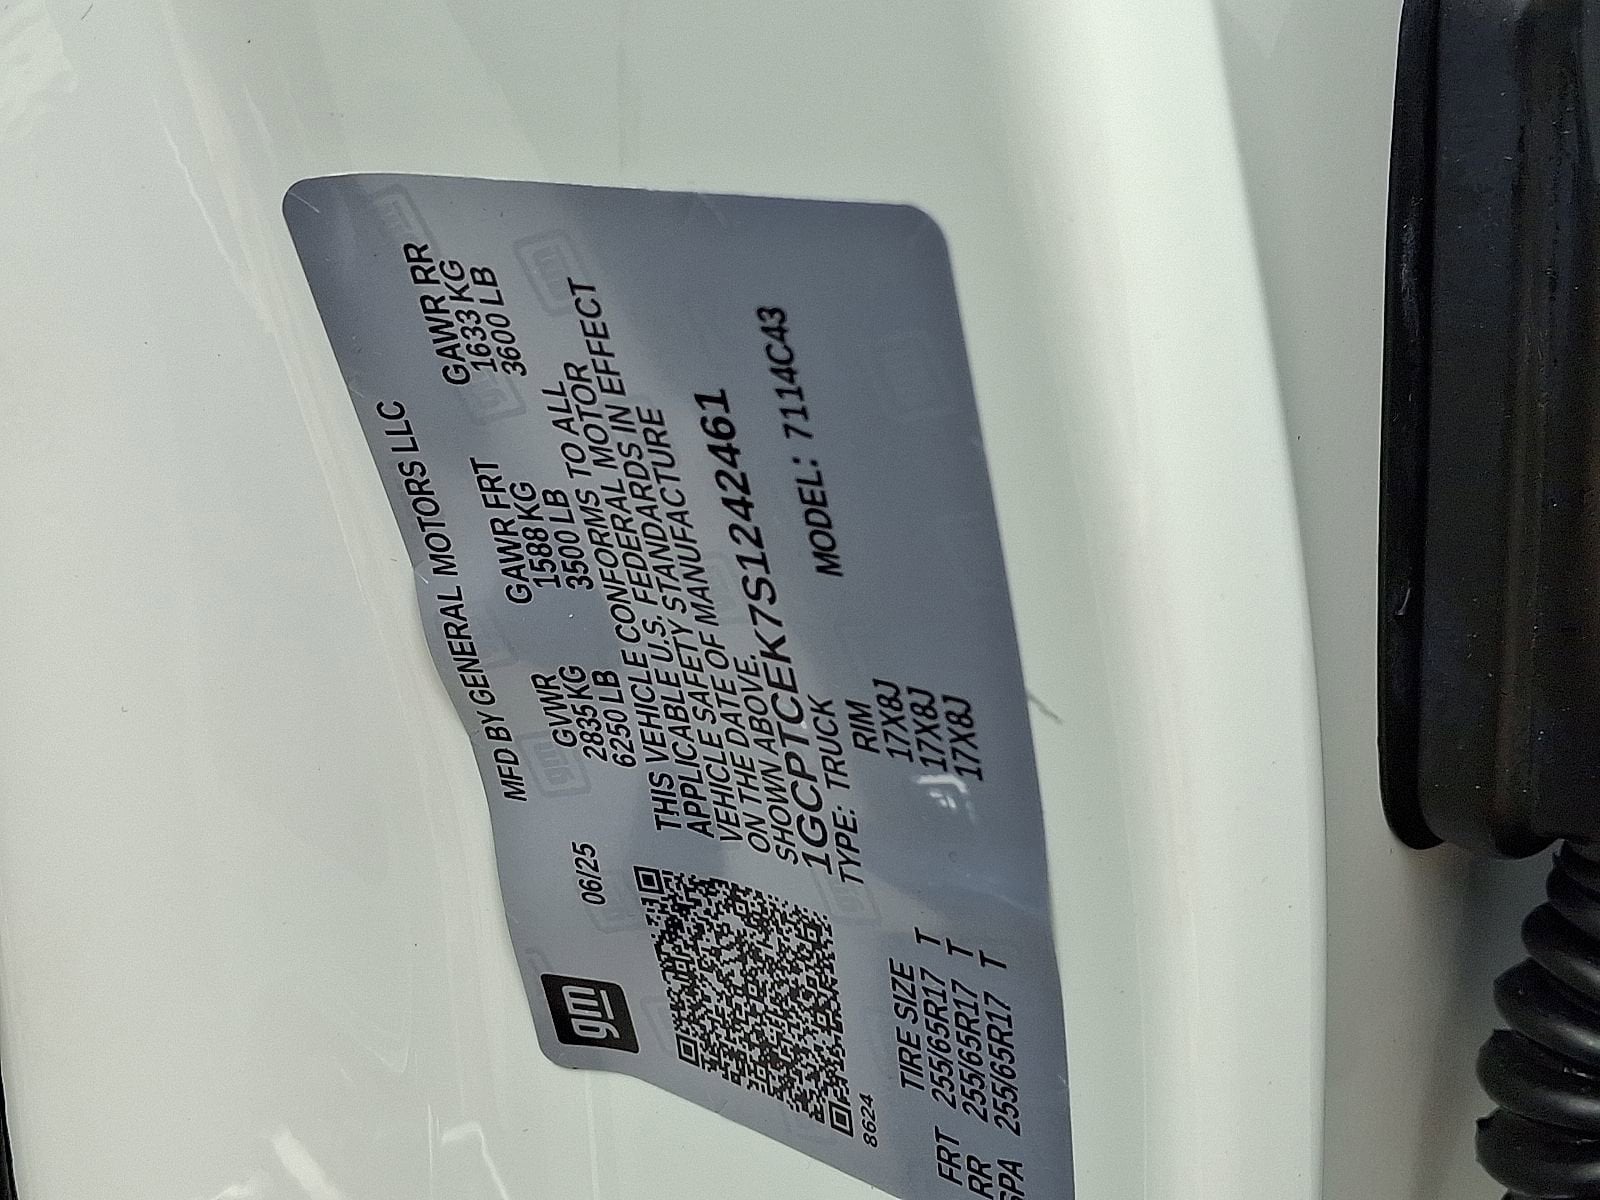 gm
06/25
MFD BY GENERAL MOTORS LLC
GVWR GAWR FRT GAWR RR
2835 KG 1588 KG 1633 KG
6250 LB 3500 LB 3600 LB
THIS VEHICLE CONFORMS TO ALL
APPLICABLE U.S. FEDERAL MOTOR
VEHICLE SAFETY STANDARDS IN EFFECT
ON THE DATE OF MANUFACTURE
SHOWN ABOVE.
1GCPTCEK7S1242461
TYPE: TRUCK MODEL: 7114C43
8624
TIRE SIZE RIM
FRT 255/65R17 T 17X8J
RR 255/65R17 T 17X8J
SPA 255/65R17 T 17X8J